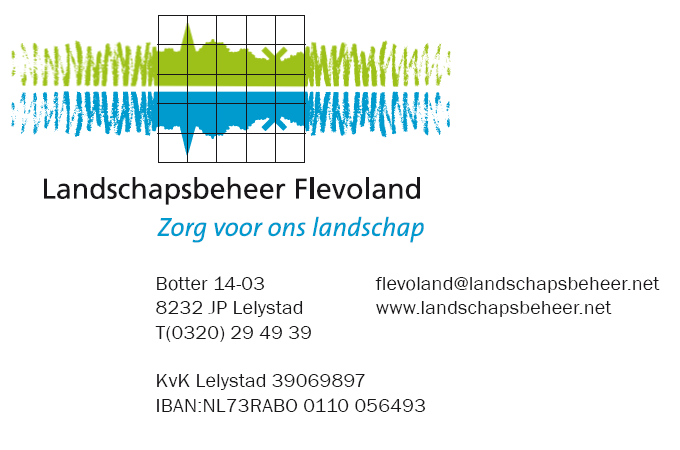 Landschapsbeheer Flevoland
Zorg voor ons landschap
Botter 14-03
8232 JP Lelystad
T(0320) 29 49 39
flevoland@landschapsbeheer.net
www.landschapsbeheer.net
KvK Lelystad 39069897
IBAN:NL73RABO 0110 056493